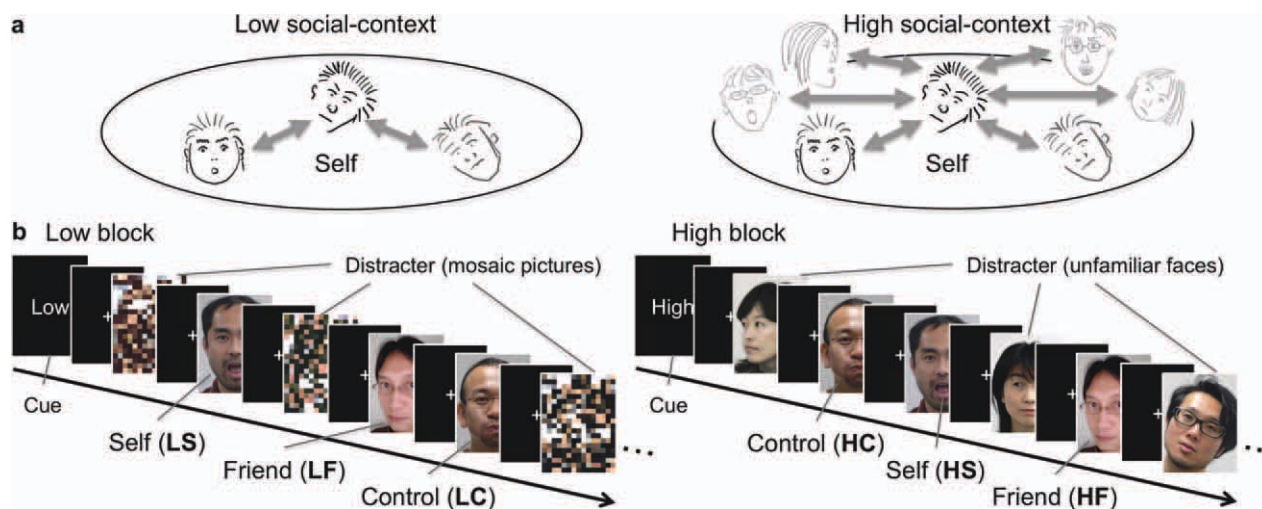 a
Low social-context
High social-context
Self
Self
b Low block
High block
Distracter (mosaic pictures)
Distracter (unfamiliar faces)
Low
High
+
+
+
+
+
+
+
+
+
+
Cue
Cue
Self (LS)
Friend (LF)
Control (LC)
Control (HC)
Self (HS)
Friend (HF)
...
...